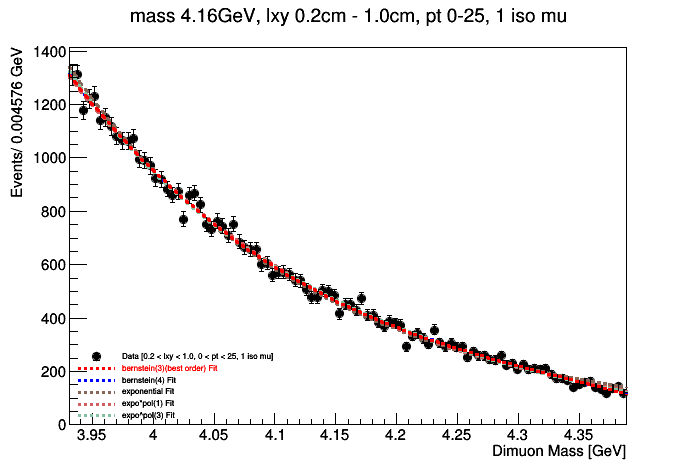 mass 4.16GeV, lxy 0.2cm - 1.0cm, pt 0-25, 1 iso mu
Events/ 0.004576 GeV
1400
1200
1000
800
600
400
200
0
Data [0.2 < lxy < 1.0, 0 < pt < 25, 1 iso mu]
bernstein(3)(best order) Fit
bernstein(4) Fit
exponential Fit
expo*pol(1) Fit
expo*pol(3) Fit
3.95 4 4.05 4.1 4.15 4.2 4.25 4.3 4.35
Dimuon Mass [GeV]